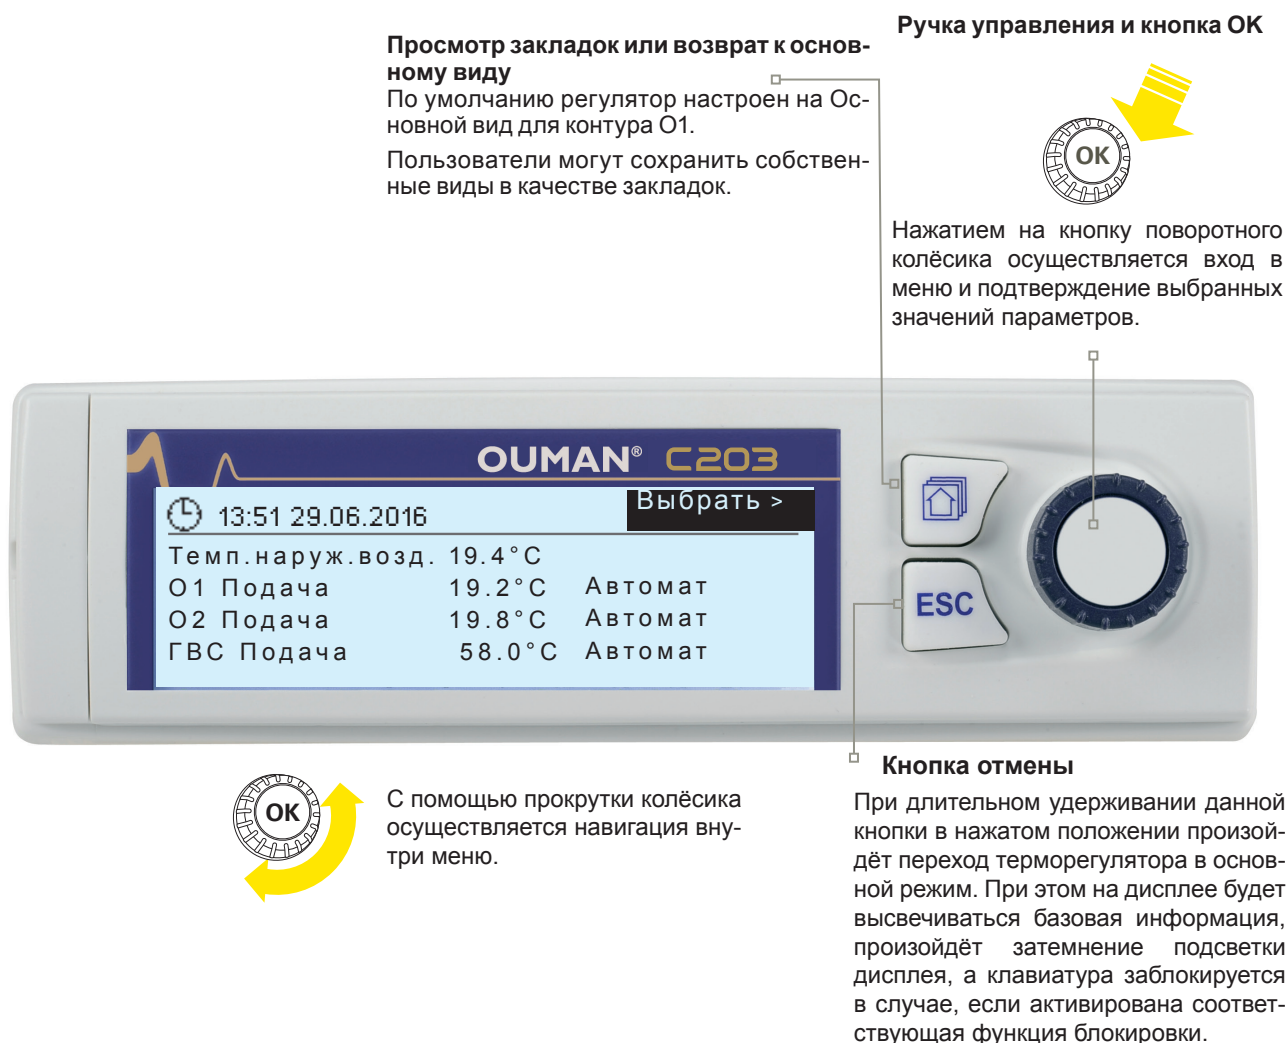 Ручка управления и кнопка OK
Просмотр закладок или возврат к основ-
ному виду
По умолчанию регулятор настроен на Ос-
новной вид для контура О1.
Пользователи могут сохранить собствен-
ные виды в качестве закладок.
OK
Нажатием на кнопку поворотного
колёсика осуществляется вход в
меню и подтверждение выбранных
значений параметров.
OUMAN® C203
13:51 29.06.2016 Выбрать >
Темп.наруж.возд. 19.4°C
О1 Подача 19.2°C Автомат
О2 Подача 19.8°C Автомат
ГВС Подача 58.0°C Автомат
ESC
OK
С помощью прокрутки колёсика
осуществляется навигация вну-
три меню.
Кнопка отмены
При длительном удерживании данной
кнопки в нажатом положении произой-
дёт переход терморегулятора в основ-
ной режим. При этом на дисплее будет
высвечиваться базовая информация,
произойдёт затемнение подсветки
дисплея, а клавиатура заблокируется
в случае, если активирована соответ-
ствующая функция блокировки.